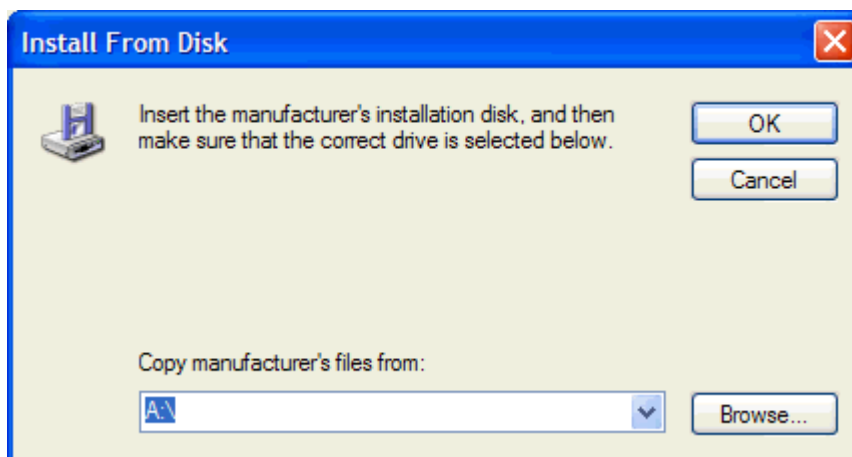 Install From Disk
Insert the manufacturer's installation disk, and then
make sure that the correct drive is selected below.
OK
Cancel
Copy manufacturer's files from:
A:\
Browse...